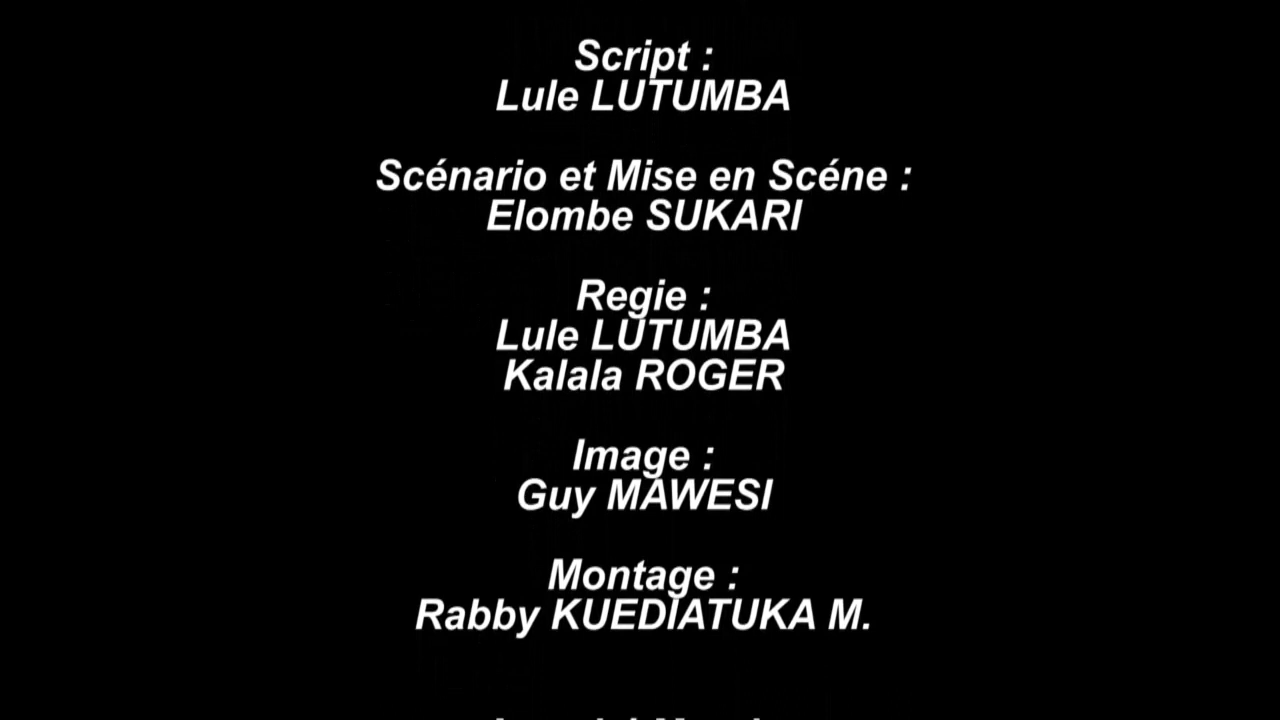 Script :
Lule LUTUMBA
Scénario et Mise en Scéne :
Elombe SUKARI
Regie :
Lule LUTUMBA
Kalala ROGER
Image :
Guy MAWESI
Montage :
Rabby KUEDIATUKA M.